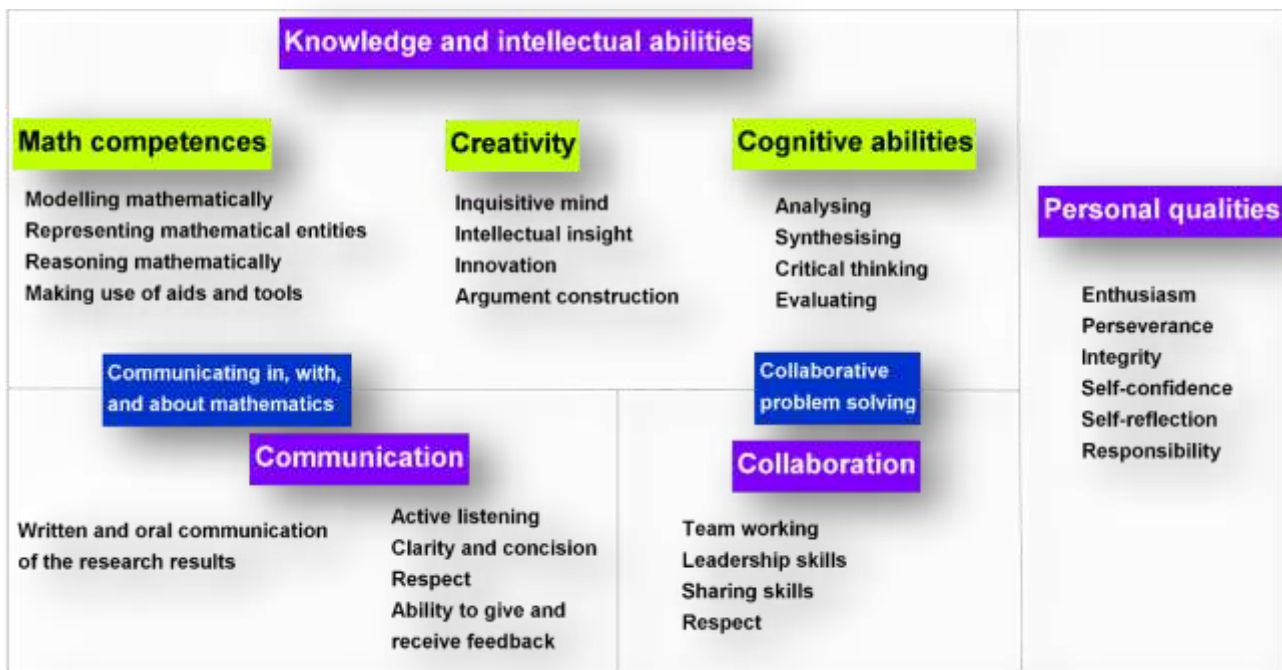 Knowledge and intellectual abilities
Math competences
Modelling mathematically
Representing mathematical entities
Reasoning mathematically
Making use of aids and tools
Creativity
Inquisitive mind
Intellectual insight
Innovation
Argument construction
Cognitive abilities
Analysing
Synthesising
Critical thinking
Evaluating
Communicating in, with,
and about mathematics
Collaborative
problem solving
Communication
Written and oral communication
of the research results
Active listening
Clarity and concision
Respect
Ability to give and
receive feedback
Collaboration
Team working
Leadership skills
Sharing skills
Respect
Personal qualities
Enthusiasm
Perseverance
Integrity
Self-confidence
Self-reflection
Responsibility